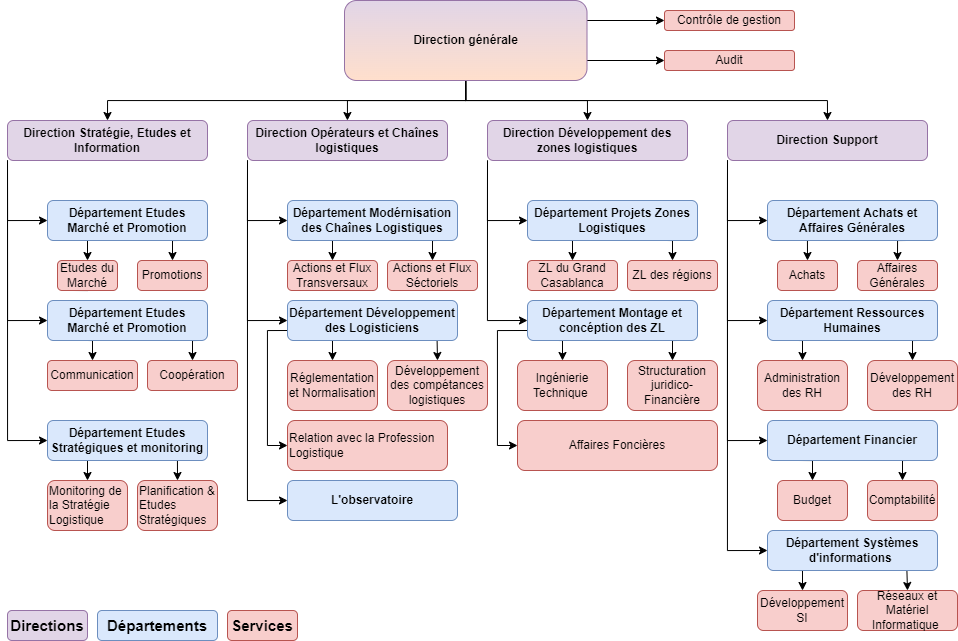 Direction générale
Contrôle de gestion
Audit
Direction Stratégie, Etudes et
Information
Direction Opérateurs et Chaînes
logistiques
Direction Développement des
zones logistiques
Direction Support
Département Etudes
Marché et Promotion
Etudes du
Marché
Promotions
Département Etudes
Marché et Promotion
Communication
Coopération
Département Etudes
Stratégiques et monitoring
Monitoring de
la Stratégie
Logistique
Planification &
Etudes
Stratégiques
Département Modérnisation
des Chaînes Logistiques
Actions et Flux
Transversaux
Actions et Flux
Séctoriels
Département Développement
des Logisticiens
Réglementation
et Normalisation
Développement
des compétances
logistiques
Relation avec la Profession
Logistique
L'observatoire
Département Projets Zones
Logistiques
ZL du Grand
Casablanca
ZL des régions
Département Montage et
concéption des ZL
Ingénierie
Technique
Structuration
juridico-
Financière
Affaires Foncières
Département Achats et
Affaires Générales
Achats
Affaires
Générales
Département Ressources
Humaines
Administration
des RH
Développement
des RH
Département Financier
Budget
Comptabilité
Département Systèmes
d'informations
Développement
SI
Réseaux et
Matériel
Informatique
Directions
Départements
Services